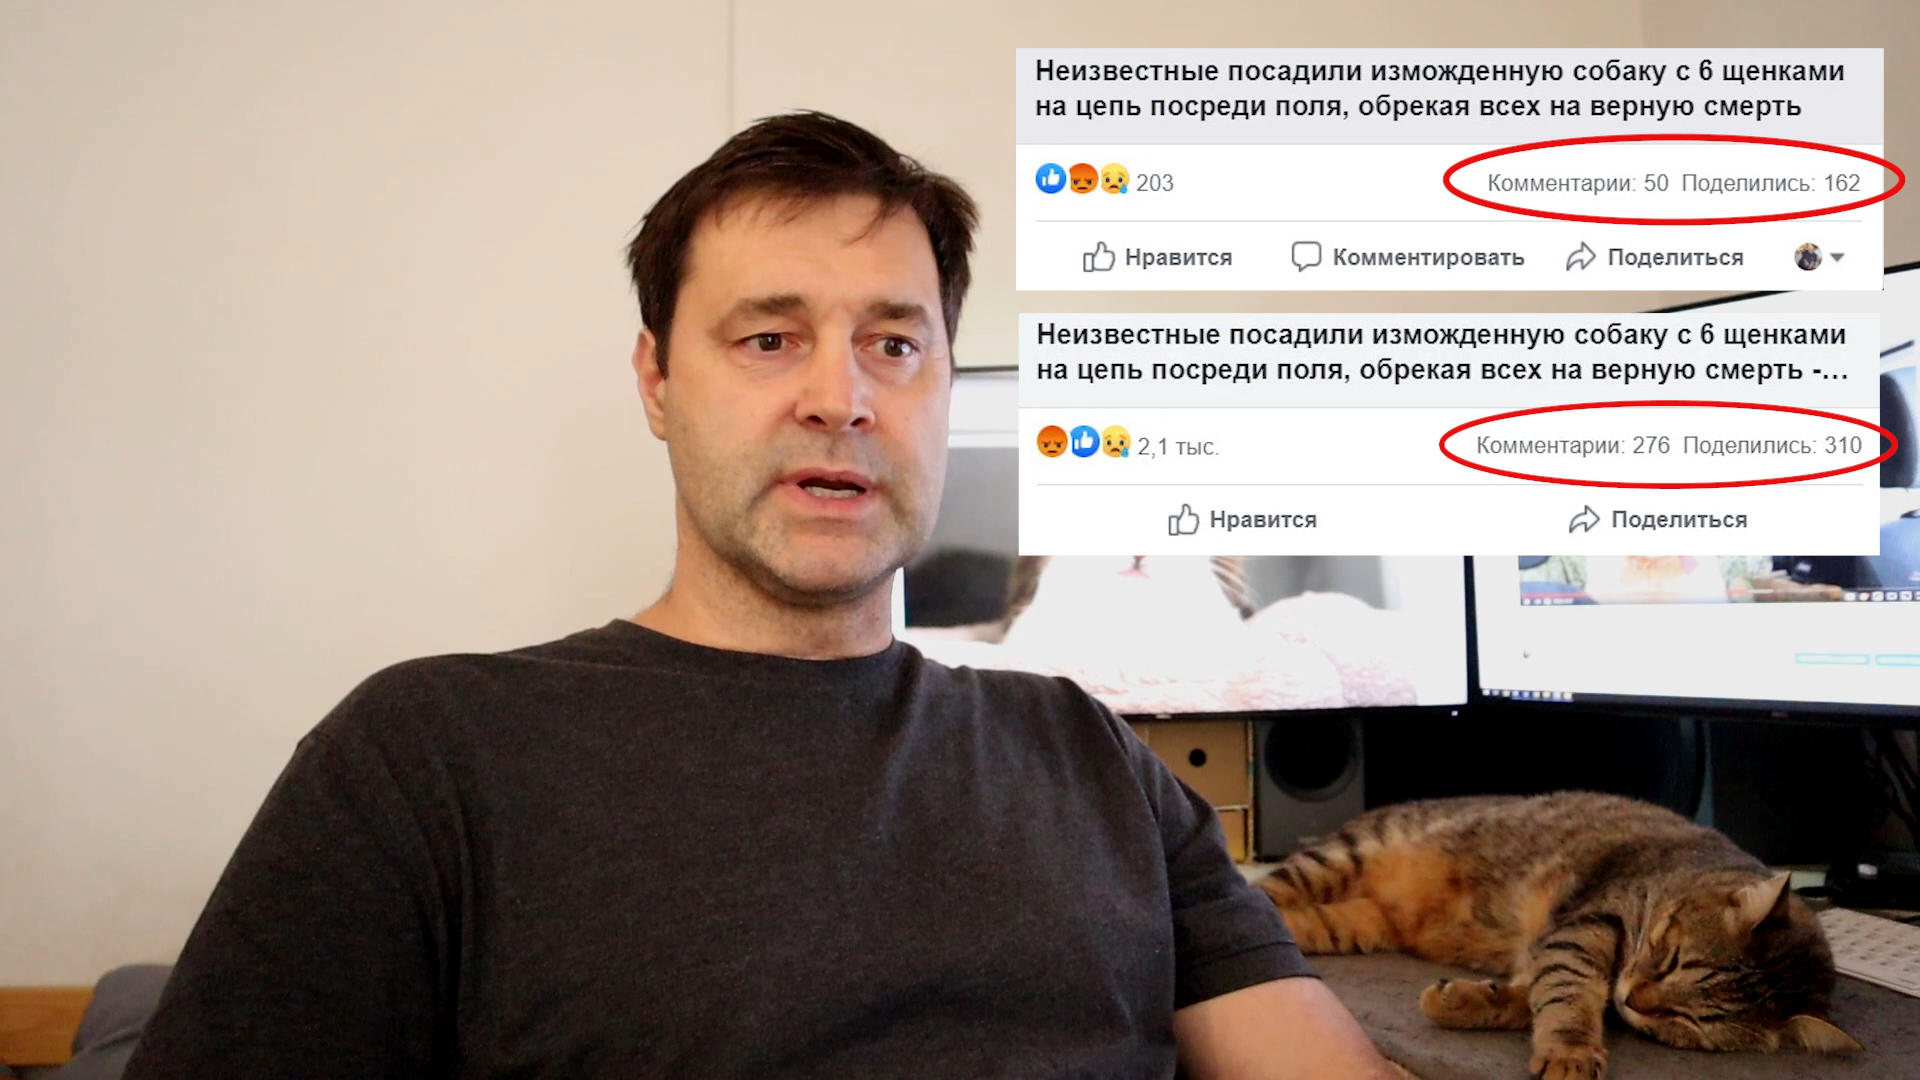 Неизвестные посадили изможденную собаку с 6 щенками
на цепь посреди поля, обрекая всех на верную смерть
203 Комментарии: 50 Поделились: 162
Нравится Комментировать Поделиться
Неизвестные посадили изможденную собаку с 6 щенками
на цепь посреди поля, обрекая всех на верную смерть -...
2,1 тыс. Комментарии: 276 Поделились: 310
Нравится Поделиться